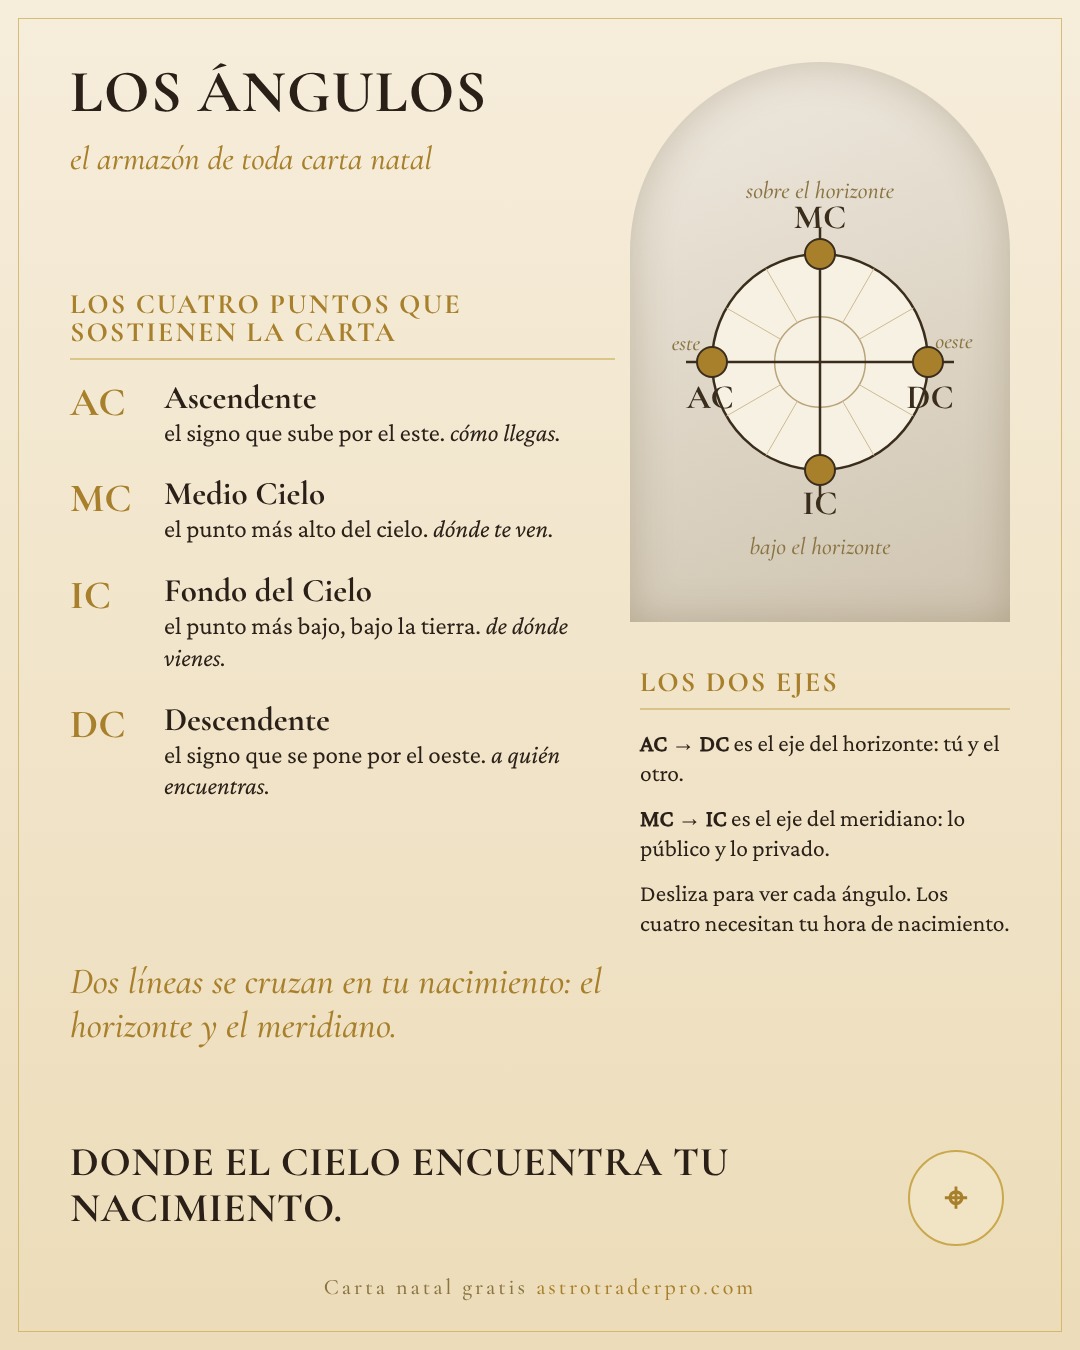 LOS ÁNGULOS
el armazón de toda carta natal
LOS CUATRO PUNTOS QUE
SOSTIENEN LA CARTA
AC
Ascendente
el signo que sube por el este. cómo llegas.
MC
Medio Cielo
el punto más alto del cielo. dónde te ven.
IC
Fondo del Cielo
el punto más bajo, bajo la tierra. de dónde
vienes.
DC
Descendente
el signo que se pone por el oeste. a quién
encuentras.
sobre el horizonte
MC
este
oeste
AC
DC
IC
bajo el horizonte
LOS DOS EJES
AC → DC es el eje del horizonte: tú y el
otro.
MC → IC es el eje del meridiano: lo
público y lo privado.
Desliza para ver cada ángulo. Los
cuatro necesitan tu hora de nacimiento.
Dos líneas se cruzan en tu nacimiento: el
horizonte y el meridiano.
DONDE EL CIELO ENCUENTRA TU
NACIMIENTO.
Carta natal gratis astrotraderpro.com